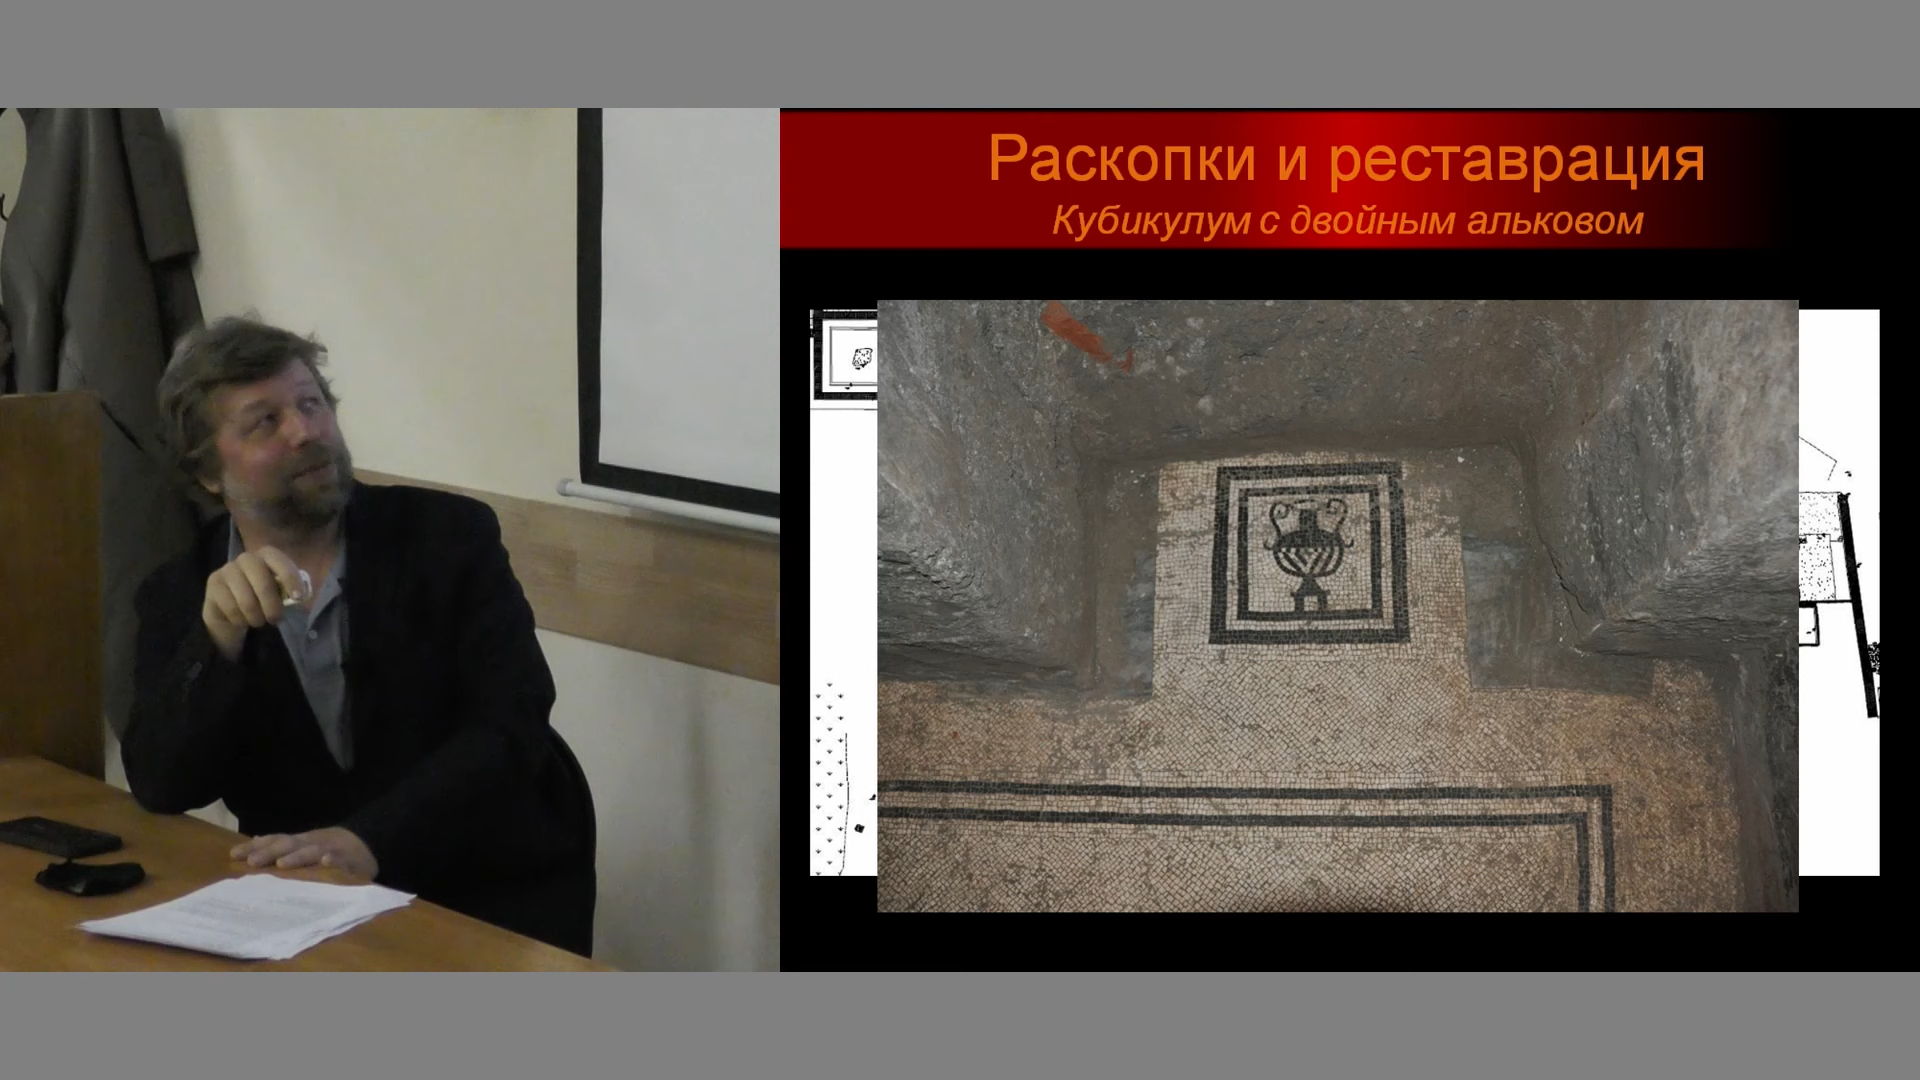 Раскопки и реставрация
Кубикулум с двойным альковом